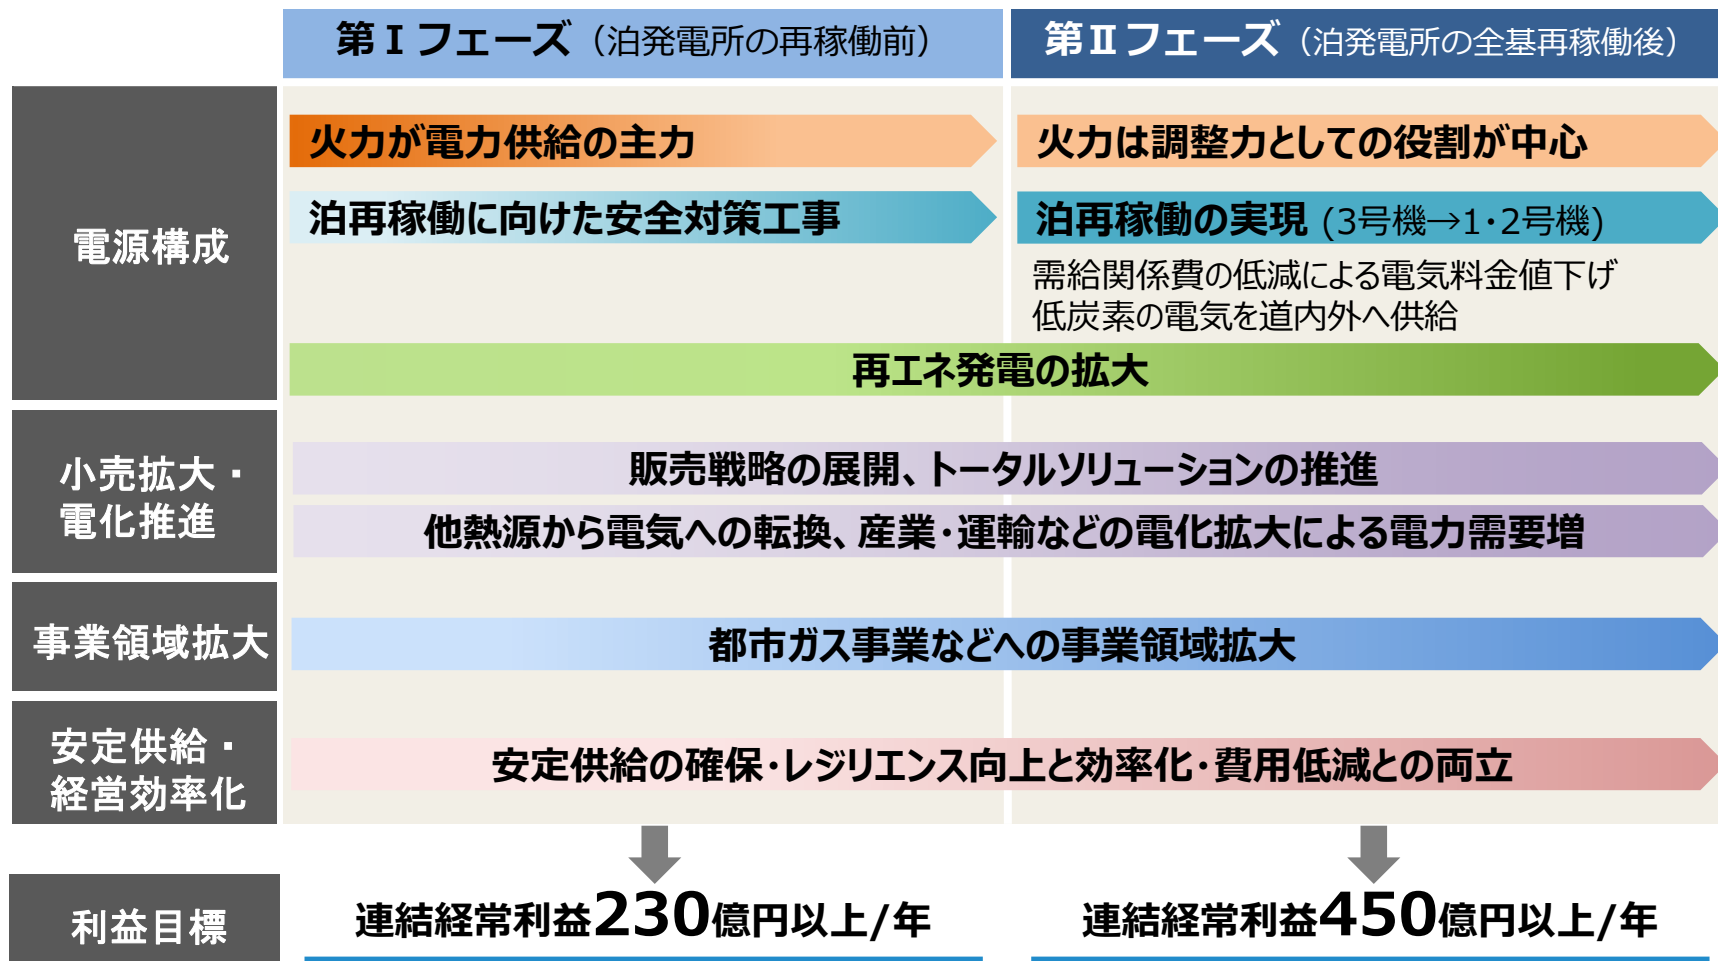 第Ⅰフェーズ（泊発電所の再稼働前）
第Ⅱフェーズ（泊発電所の全基再稼働後）
電源構成
火力が電力供給の主力
火力は調整力としての役割が中心
泊再稼働に向けた安全対策工事
泊再稼働の実現 (3号機→1・2号機)
需給関係費の低減による電気料金値下げ
低炭素の電気を道内外へ供給
再エネ発電の拡大
小売拡大・
電化推進
販売戦略の展開、トータルソリューションの推進
他熱源から電気への転換、産業・運輸などの電化拡大による電力需要増
事業領域拡大
都市ガス事業などへの事業領域拡大
安定供給・
経営効率化
安定供給の確保・レジリエンス向上と効率化・費用低減との両立
利益目標
連結経常利益230億円以上/年
連結経常利益450億円以上/年